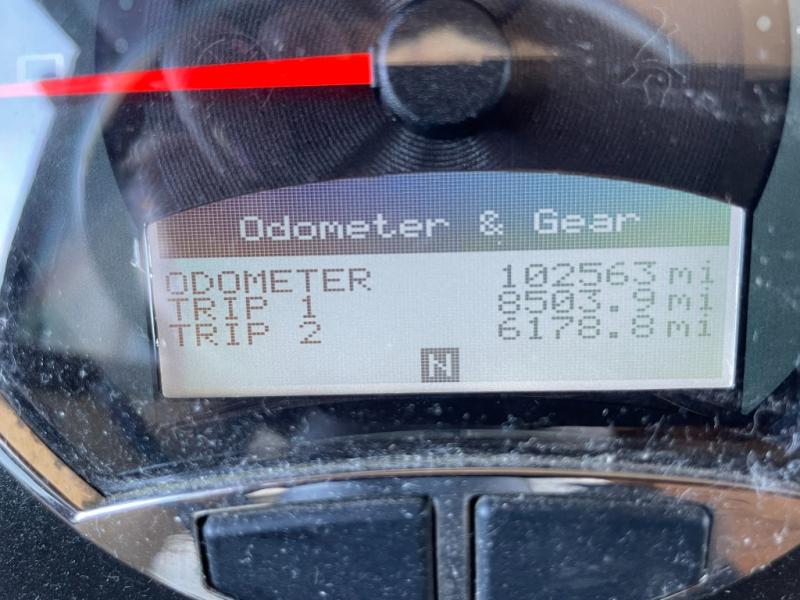 Odometer & Gear
ODOMETER 102563 mi
TRIP 1 8503.9 mi
TRIP 2 6178.8 mi
N